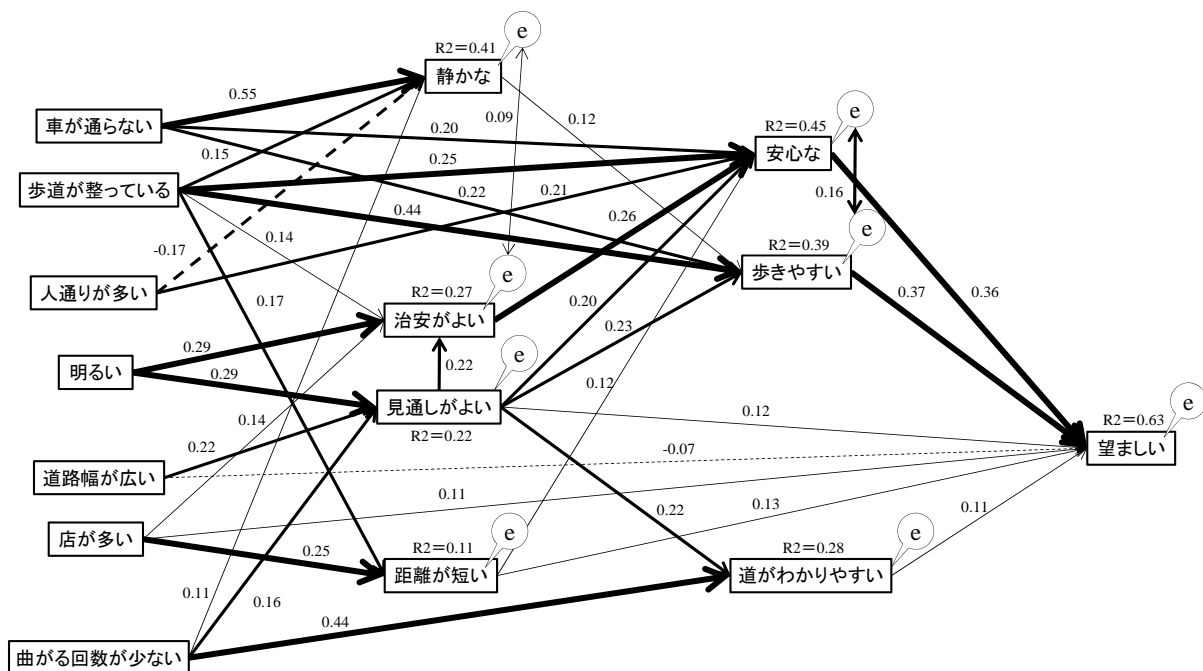 e
R2=0.41
静かな
0.55
車が通らない
0.09
0.12
e
R2=0.45
安心な
0.20
0.15
0.25
歩道が整っている
0.22
0.21
0.16
0.44
0.26
e
-0.17
0.14
e
R2=0.39
歩きやすい
人通りが多い
R2=0.27
治安がよい
0.17
0.20
0.37
0.36
0.23
e
0.29
明るい
0.29
0.22
0.12
見通しがよい
R2=0.22
0.12
e
R2=0.63
望ましい
0.14
0.22
-0.07
道路幅が広い
0.11
店が多い
0.22
0.13
0.11
e
R2=0.11
距離が短い
0.25
e
R2=0.28
道がわかりやすい
0.11
0.16
0.44
曲がる回数が少ない